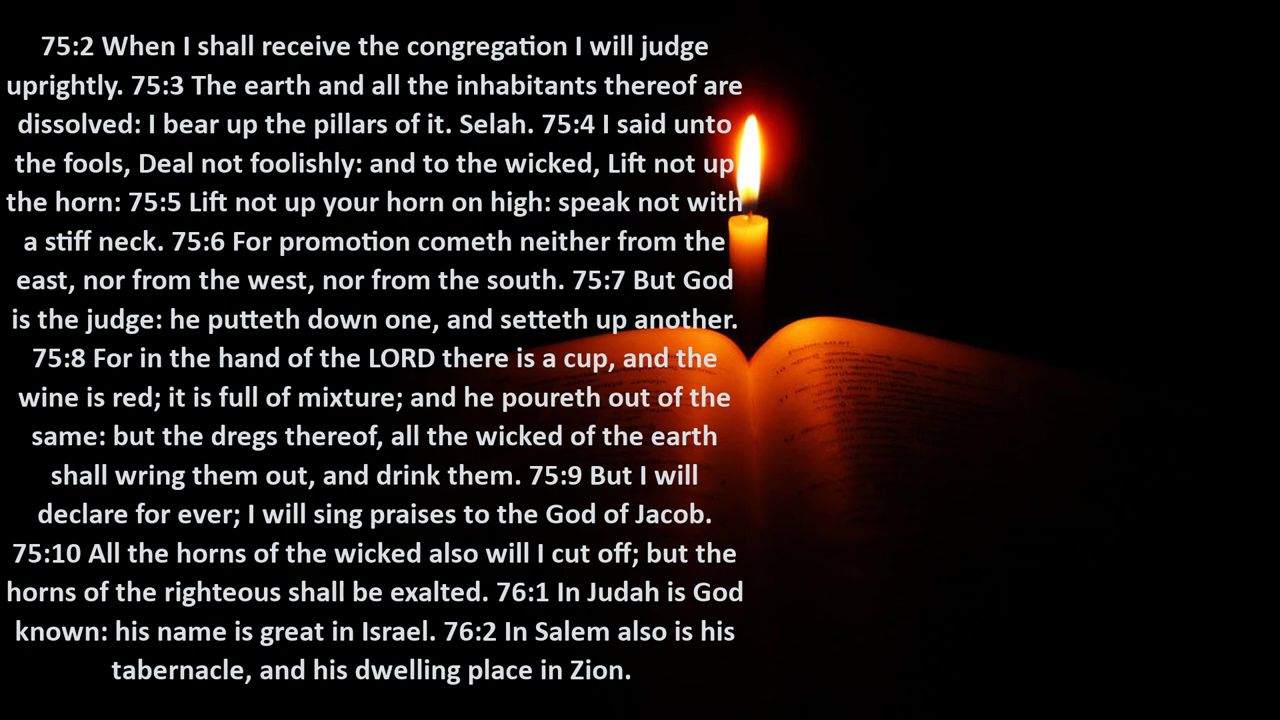 75:2 When I shall receive the congregation I will judge
uprightly. 75:3 The earth and all the inhabitants thereof are
dissolved: I bear up the pillars of it. Selah. 75:4 I said unto
the fools, Deal not foolishly: and to the wicked, Lift not up
the horn: 75:5 Lift not up your horn on high: speak not with
a stiff neck. 75:6 For promotion cometh neither from the
east, nor from the west, nor from the south. 75:7 But God
is the judge: he putteth down one, and setteth up another.
75:8 For in the hand of the LORD there is a cup, and the
wine is red; it is full of mixture; and he poureth out of the
same: but the dregs thereof, all the wicked of the earth
shall wring them out, and drink them. 75:9 But I will
declare for ever; I will sing praises to the God of Jacob.
75:10 All the horns of the wicked also will I cut off; but the
horns of the righteous shall be exalted. 76:1 In Judah is God
known: his name is great in Israel. 76:2 In Salem also is his
tabernacle, and his dwelling place in Zion.